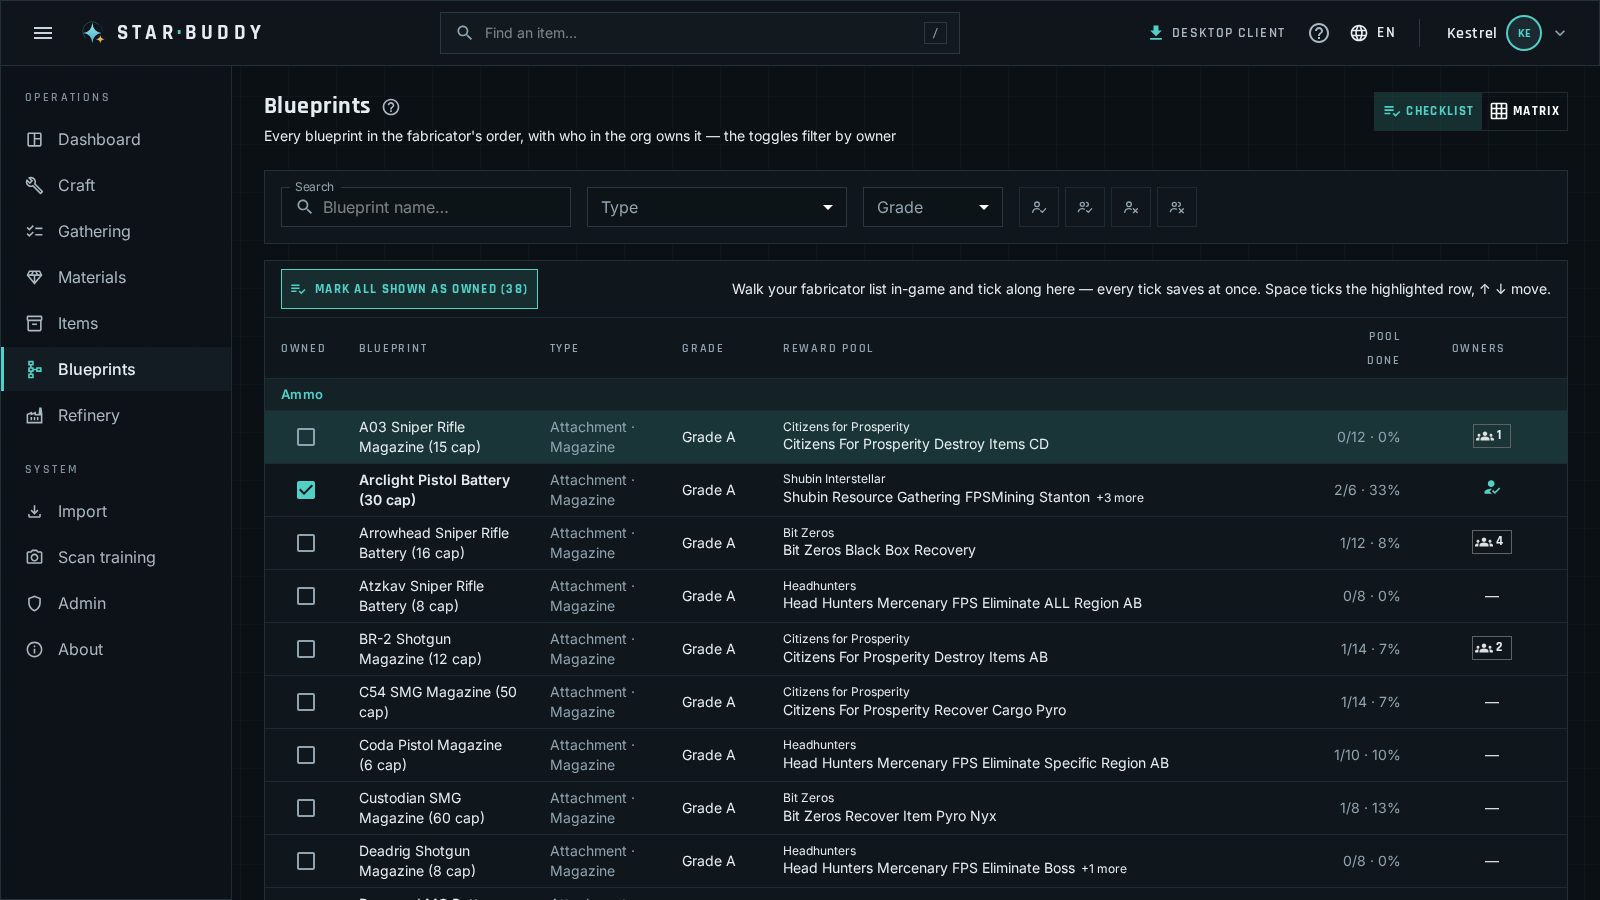 STAR·BUDDY
Find an item...
/
DESKTOP CLIENT
EN
Kestrel
KE
OPERATIONS
Dashboard
Craft
Gathering
Materials
Items
Blueprints
Refinery
SYSTEM
Import
Scan training
Admin
About
Blueprints
Every blueprint in the fabricator's order, with who in the org owns it — the toggles filter by owner
CHECKLIST
MATRIX
Search
Blueprint name...
Type
Grade
MARK ALL SHOWN AS OWNED (38)
Walk your fabricator list in-game and tick along here — every tick saves at once. Space ticks the highlighted row, ↑ ↓ move.
OWNED
BLUEPRINT
TYPE
GRADE
REWARD POOL
POOL
DONE
OWNERS
Ammo
A03 Sniper Rifle
Magazine (15 cap)
Attachment ·
Magazine
Grade A
Citizens for Prosperity
Citizens For Prosperity Destroy Items CD
0/12 · 0%
1
Arclight Pistol Battery
(30 cap)
Attachment ·
Magazine
Grade A
Shubin Interstellar
Shubin Resource Gathering FPSMining Stanton +3 more
2/6 · 33%
Arrowhead Sniper Rifle
Battery (16 cap)
Attachment ·
Magazine
Grade A
Bit Zeros
Bit Zeros Black Box Recovery
1/12 · 8%
4
Atzkav Sniper Rifle
Battery (8 cap)
Attachment ·
Magazine
Grade A
Headhunters
Head Hunters Mercenary FPS Eliminate ALL Region AB
0/8 · 0%
—
BR-2 Shotgun
Magazine (12 cap)
Attachment ·
Magazine
Grade A
Citizens for Prosperity
Citizens For Prosperity Destroy Items AB
1/14 · 7%
2
C54 SMG Magazine (50
cap)
Attachment ·
Magazine
Grade A
Citizens for Prosperity
Citizens For Prosperity Recover Cargo Pyro
1/14 · 7%
—
Coda Pistol Magazine
(6 cap)
Attachment ·
Magazine
Grade A
Headhunters
Head Hunters Mercenary FPS Eliminate Specific Region AB
1/10 · 10%
—
Custodian SMG
Magazine (60 cap)
Attachment ·
Magazine
Grade A
Bit Zeros
Bit Zeros Recover Item Pyro Nyx
1/8 · 13%
—
Deadrig Shotgun
Magazine (8 cap)
Attachment ·
Magazine
Grade A
Headhunters
Head Hunters Mercenary FPS Eliminate Boss +1 more
0/8 · 0%
—